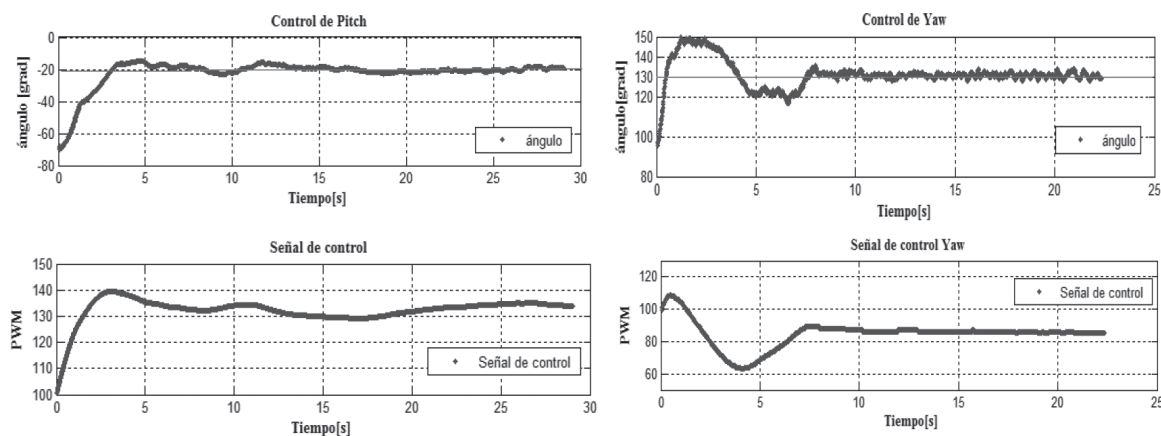 Control de Pitch
0
-20
-40
-60
-80
ángulo [grad]
ángulo
0 5 10 15 20 25 30
Tiempo[s]
Control de Yaw
150
140
130
120
100
80
ángulo[grad]
ángulo
0 5 10 15 20 25
Tiempo[s]
Señal de control
150
140
130
120
110
100
PWM
Señal de control
0 5 10 15 20 25 30
Tiempo[s]
Señal de control Yaw
120
100
80
60
PWM
Señal de control
0 5 10 15 20 25
Tiempo[s]